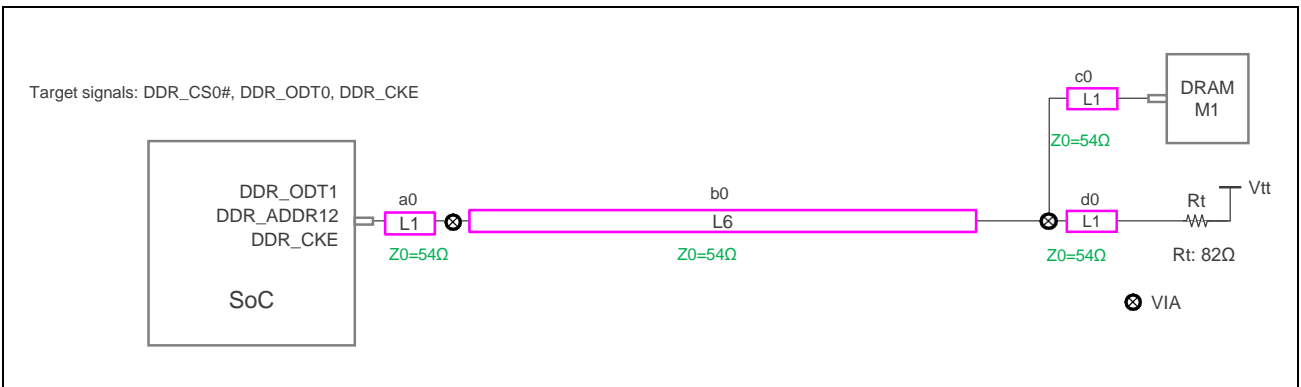 Target signals: DDR_CS0#, DDR_ODT0, DDR_CKE
c0
L1
DRAM
M1
Z0=54Ω
DDR_ODT1
DDR_ADDR12
DDR_CKE
SoC
a0
L1
Z0=54Ω
b0
L6
Z0=54Ω
d0
L1
Z0=54Ω
Rt
Vtt
Rt: 82Ω
VIA